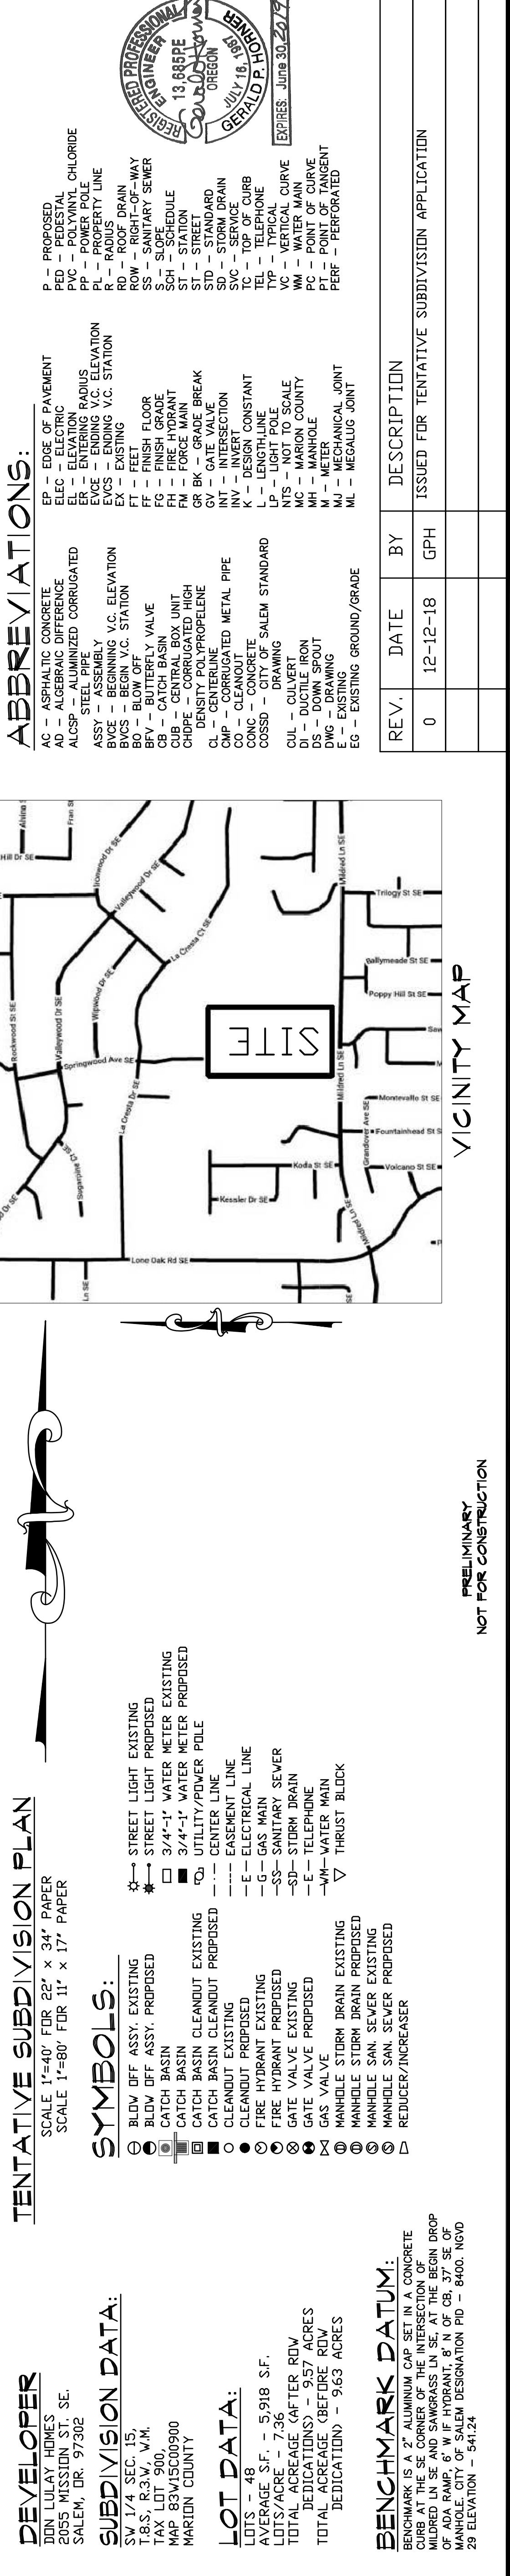 DEVELOPER
DON LULAY HOMES
2055 MISSION ST. SE.
SALEM, OR. 97302
SUBDIVISION DATA:
SW 1/4 SEC. 15,
T.8.S, R.3.W, W.M.
TAX LOT 900,
MAP 83W15C00900
MARION COUNTY
LOT DATA:
LOTS - 48
AVERAGE S.F. - 5,918 S.F.
LOTS/ACRE - 7.36
TOTAL ACREAGE (AFTER ROW
DEDICATIONS) - 9.57 ACRES
TOTAL ACREAGE (BEFORE ROW
DEDICATION) - 9.63 ACRES
BENCHMARK DATUM:
BENCHMARK IS A 2" ALUMINUM CAP SET IN A CONCRETE
CURB AT THE SE CORNER OF THE INTERSECTION OF
MILDRED LN SE AND SAWGRASS LN SE, AT THE BEGIN DROP
OF ADA RAMP, 6' W IF HYDRANT, 8' N OF CB, 37' SE OF
MANHOLE. CITY OF SALEM DESIGNATION PID - 8400. NGVD
29 ELEVATION - 541.24
TENTATIVE SUBDIVISION PLAN
SCALE 1"=40' FOR 22" x 34" PAPER
SCALE 1"=80' FOR 11" x 17" PAPER
SYMBOLS:
BLOW OFF ASSY. EXISTING
BLOW OFF ASSY. PROPOSED
CATCH BASIN
CATCH BASIN
CATCH BASIN CLEANOUT EXISTING
CATCH BASIN CLEANOUT PROPOSED
CLEANOUT EXISTING
CLEANOUT PROPOSED
FIRE HYDRANT EXISTING
FIRE HYDRANT PROPOSED
GATE VALVE EXISTING
GATE VALVE PROPOSED
GAS VALVE
MANHOLE STORM DRAIN EXISTING
MANHOLE STORM DRAIN PROPOSED
MANHOLE SAN. SEWER EXISTING
MANHOLE SAN. SEWER PROPOSED
REDUCER/INCREASER
STREET LIGHT EXISTING
STREET LIGHT PROPOSED
3/4"-1" WATER METER EXISTING
3/4"-1" WATER METER PROPOSED
UTILITY/POWER POLE
CENTER LINE
EASEMENT LINE
E ELECTRICAL LINE
G GAS MAIN
SS SANITARY SEWER
SD STORM DRAIN
E TELEPHONE
WM WATER MAIN
THRUST BLOCK
PRELIMINARY
NOT FOR CONSTRUCTION
Ln SE
Lone Oak Rd SE
SE
Dr SE
Sugarpine Ct SE
Kessler Dr SE
Koda St SE
Mildred Ln SE
Volcano St SE
Fountainhead St S
Grandover Ave SE
Montevallo St SE
La Cresta Dr SE
Springwood Ave SE
Rockwood St SE
Valleywood Dr SE
Wipwood Dr SE
SITE
Mildred Ln SE
Saw
Poppy Hill St SE
Ballymeade St SE
Trilogy St SE
La Cresta Ct SE
Valleywood Dr SE
Ironwood Dr SE
Mildred Ln SE
Hill Dr SE
Fran St
VICINITY MAP
ABBREVIATIONS:
AC - ASPHALTIC CONCRETE
AD - ALGEBRAIC DIFFERENCE
ALCSP - ALUMINIZED CORRUGATED
STEEL PIPE
ASSY - ASSEMBLY
BVCE - BEGINNING V.C. ELEVATION
BVCS - BEGIN V.C. STATION
BO - BLOW OFF
BFV - BUTTERFLY VALVE
CB - CATCH BASIN
CUB - CENTRAL BOX UNIT
CHDPE - CORRUGATED HIGH
DENSITY POLYPROPELENE
CL - CENTERLINE
CMP - CORRUGATED METAL PIPE
CO - CLEANOUT
CONC - CONCRETE
COSSD - CITY OF SALEM STANDARD
DRAWING
CUL - CULVERT
DI - DUCTILE IRON
DS - DOWN SPOUT
DWG - DRAWING
E - EXISTING
EG - EXISTING GROUND/GRADE
EP - EDGE OF PAVEMENT
ELEC - ELECTRIC
EL - ELEVATION
ER - ENTERING RADIUS
EVCE - ENDING V.C. ELEVATION
EVCS - ENDING V.C. STATION
EX - EXISTING
FT - FEET
FF - FINISH FLOOR
FG - FINISH GRADE
FH - FIRE HYDRANT
FM - FORCE MAIN
GR BK - GRADE BREAK
GV - GATE VALVE
INT - INTERSECTION
INV - INVERT
K - DESIGN CONSTANT
L - LENGTH,LINE
LP - LIGHT POLE
NTS - NOT TO SCALE
MC - MARION COUNTY
MH - MANHOLE
M - METER
MJ - MECHANICAL JOINT
ML - MEGALUG JOINT
P - PROPOSED
PED - PEDESTAL
PVC - POLYVINYL CHLORIDE
PP - POWER POLE
PL - PROPERTY LINE
R - RADIUS
RD - ROOF DRAIN
ROW - RIGHT-OF-WAY
SS - SANITARY SEWER
S - SLOPE
SCH - SCHEDULE
ST - STATION
ST - STREET
STD - STANDARD
SD - STORM DRAIN
SVC - SERVICE
TC - TOP OF CURB
TEL - TELEPHONE
TYP - TYPICAL
VC - VERTICAL CURVE
WM - WATER MAIN
PC - POINT OF CURVE
PT - POINT OF TANGENT
PERF - PERFORATED
REGISTERED PROFESSIONAL
ENGINEER
13,685PE
OREGON
JULY 16, 1987
GERALD P. HORNER
EXPIRES: June 30, 2019
REV. DATE BY DESCRIPTION
0 12-12-18 GPH ISSUED FOR TENTATIVE SUBDIVISION APPLICATION